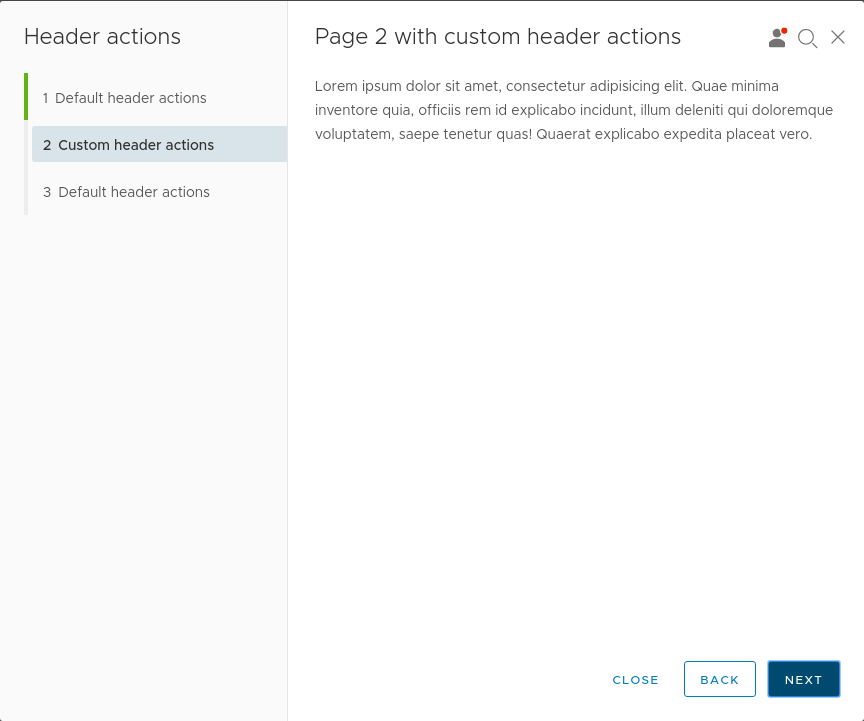 Header actions
1 Default header actions
2 Custom header actions
3 Default header actions
Page 2 with custom header actions
Lorem ipsum dolor sit amet, consectetur adipisicing elit. Quae minima
inventore quia, officiis rem id explicabo incidunt, illum deleniti qui doloremque
voluptatem, saepe tenetur quas! Quaerat explicabo expedita placeat vero.
CLOSE
BACK
NEXT